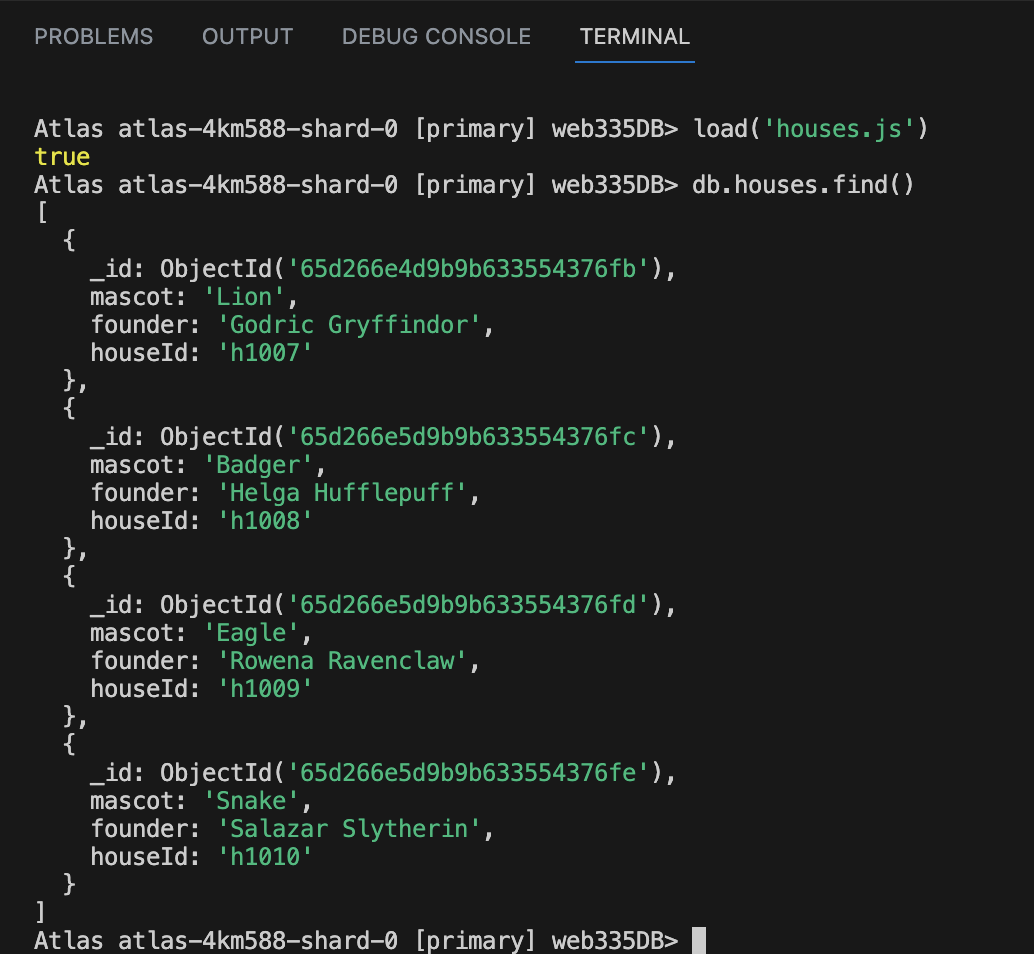 PROBLEMS OUTPUT DEBUG CONSOLE TERMINAL
Atlas atlas-4km588-shard-0 [primary] web335DB> load('houses.js')
true
Atlas atlas-4km588-shard-0 [primary] web335DB> db.houses.find()
[
  {
    _id: ObjectId('65d266e4d9b9b633554376fb'),
    mascot: 'Lion',
    founder: 'Godric Gryffindor',
    houseId: 'h1007'
  },
  {
    _id: ObjectId('65d266e5d9b9b633554376fc'),
    mascot: 'Badger',
    founder: 'Helga Hufflepuff',
    houseId: 'h1008'
  },
  {
    _id: ObjectId('65d266e5d9b9b633554376fd'),
    mascot: 'Eagle',
    founder: 'Rowena Ravenclaw',
    houseId: 'h1009'
  },
  {
    _id: ObjectId('65d266e5d9b9b633554376fe'),
    mascot: 'Snake',
    founder: 'Salazar Slytherin',
    houseId: 'h1010'
  }
]
Atlas atlas-4km588-shard-0 [primary] web335DB>